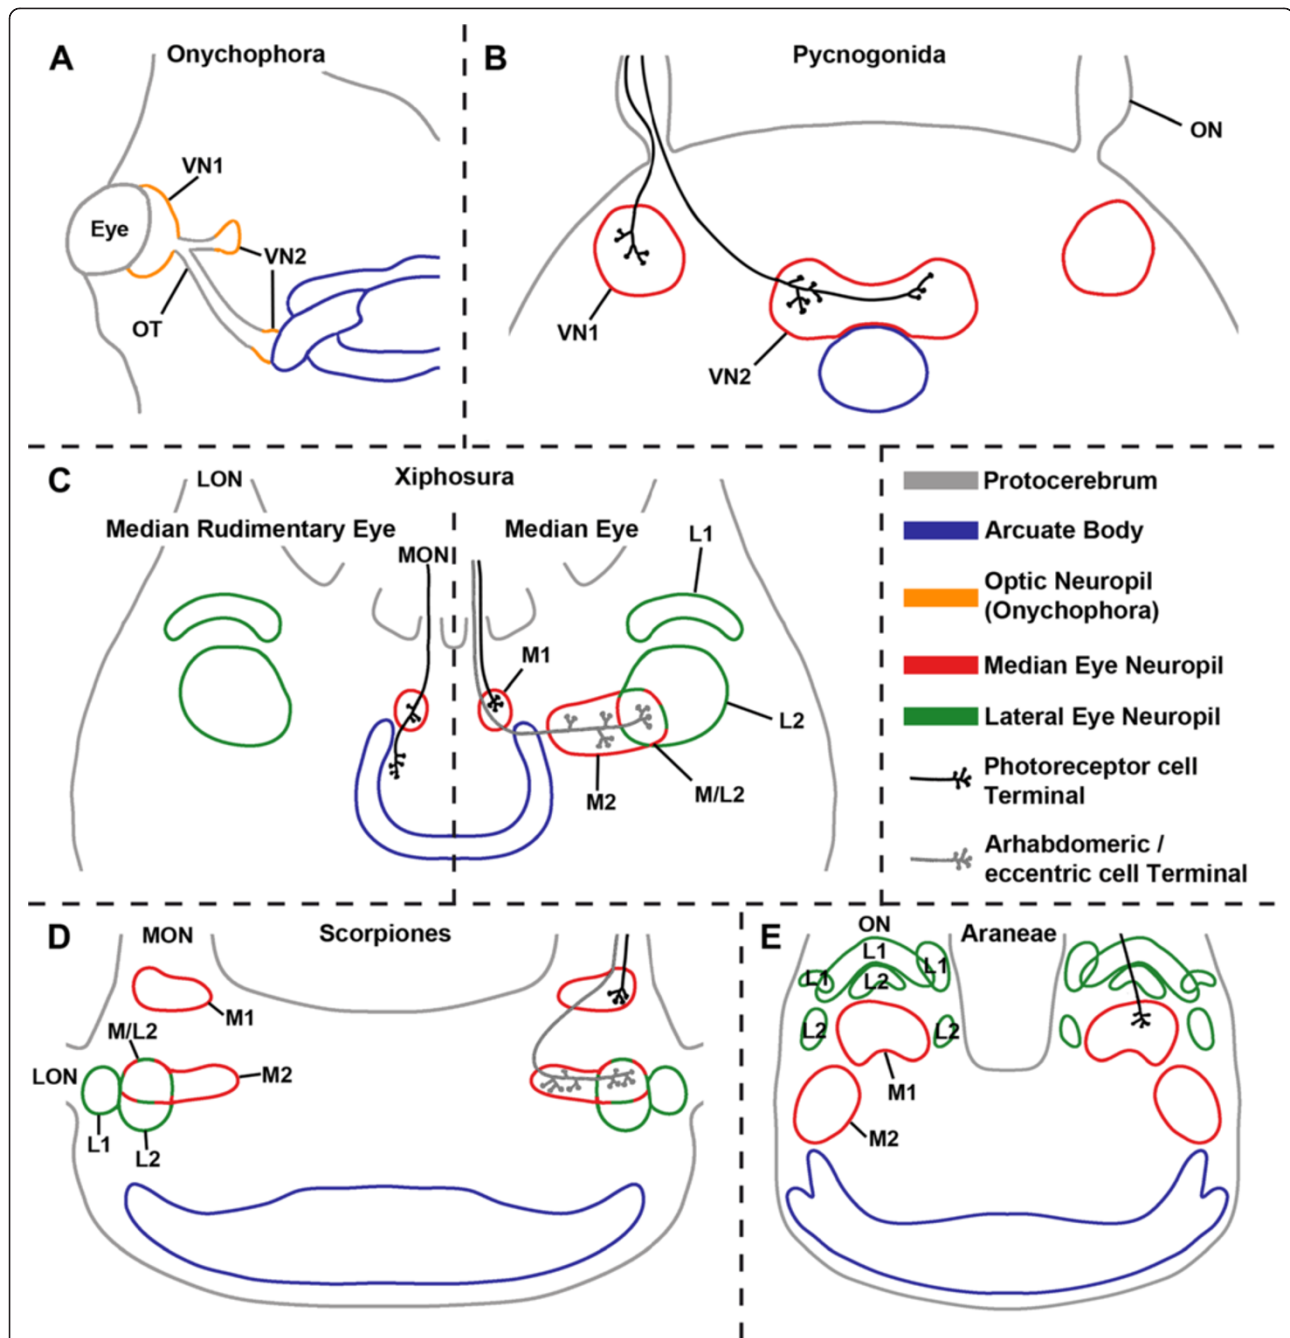 A
Onychophora
VN1
Eye
VN2
OT
B
Pycnogonida
ON
VN1
VN2
C
LON
Xiphosura
Median Rudimentary Eye
Median Eye
MON
L1
M1
L2
M2
M/L2
Protocerebrum
Arcuate Body
Optic Neuropil
(Onychophora)
Median Eye Neuropil
Lateral Eye Neuropil
Photoreceptor cell
Terminal
Arhabdomeric /
eccentric cell Terminal
D
MON
Scorpiones
M1
M/L2
LON
M2
L1
L2
E
ON
Araneae
L1
L1
L1
L2
L2
L2
M1
M2